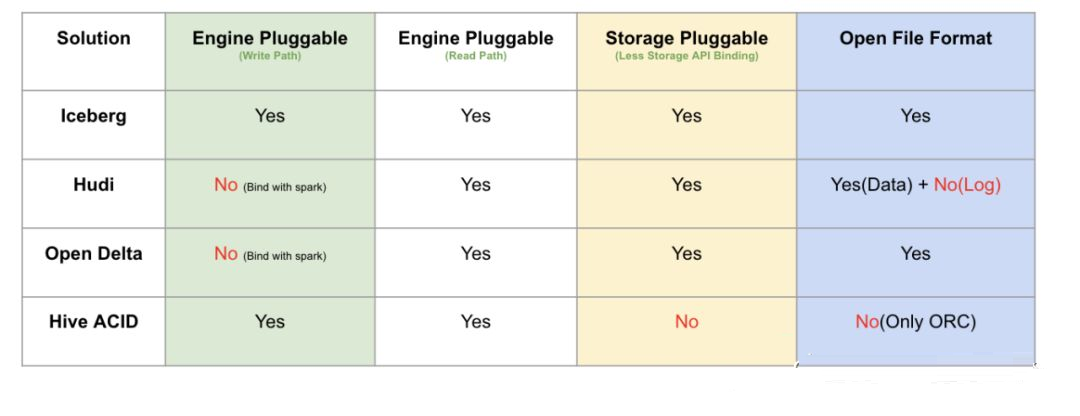 Solution Engine Pluggable Engine Pluggable Storage Pluggable Open File Format
(Write Path) (Read Path) (Less Storage API Binding)
Iceberg Yes Yes Yes Yes
Hudi No (Bind with spark) Yes Yes Yes(Data) + No(Log)
Open Delta No (Bind with spark) Yes Yes Yes
Hive ACID Yes Yes No No(Only ORC)